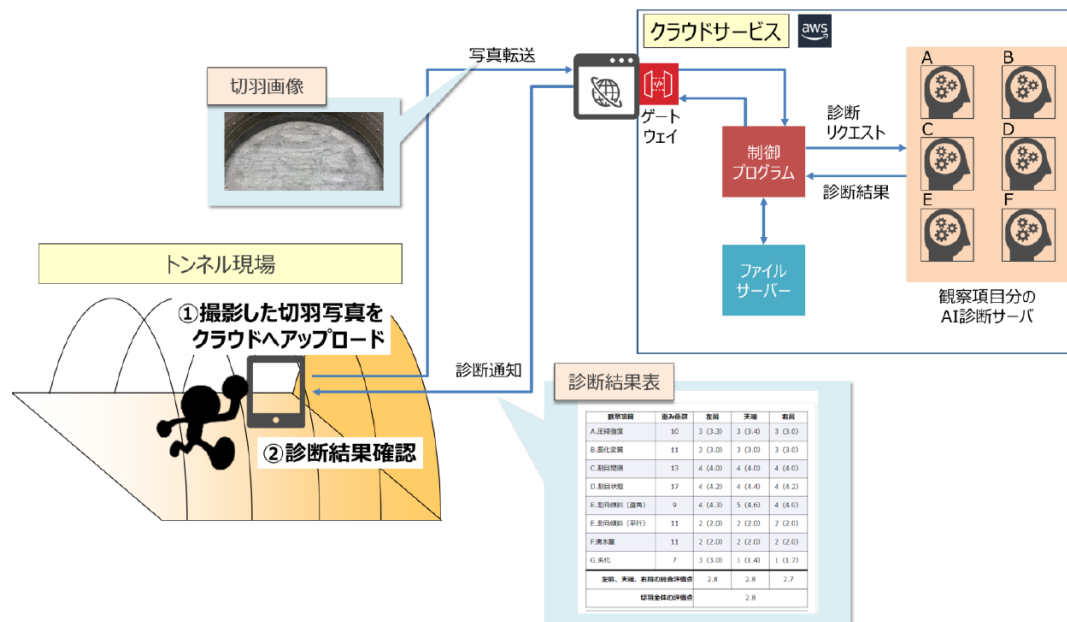 クラウドサービス
aws
写真転送
切羽画像
ゲート
ウェイ
制御
プログラム
診断
リクエスト
診断結果
A
B
C
D
E
F
ファイル
サーバー
観察項目分の
AI診断サーバ
トンネル現場
①撮影した切羽写真を
クラウドへアップロード
②診断結果確認
診断通知
診断結果表
観察項目 重み係数 左肩 天端 右肩
A.圧縮強度 10 3 (3.3) 3 (3.4) 3 (3.0)
B.風化変質 11 3 (3.0) 3 (3.0) 3 (3.0)
C.割目間隔 13 4 (4.0) 4 (4.0) 4 (4.0)
D.割目状態 17 4 (4.2) 4 (4.4) 4 (4.2)
E.走向傾斜（直角） 9 4 (4.3) 5 (4.6) 4 (4.0)
E.走向傾斜（平行） 11 2 (2.0) 2 (2.0) 2 (2.0)
F.湧水量 11 2 (2.0) 2 (2.0) 2 (2.0)
G.劣化 7 3 (3.0) 1 (1.4) 1 (1.7)
左肩、天端、右肩の総合評価点 2.8 2.8 2.7
切羽全体の評価点 2.8